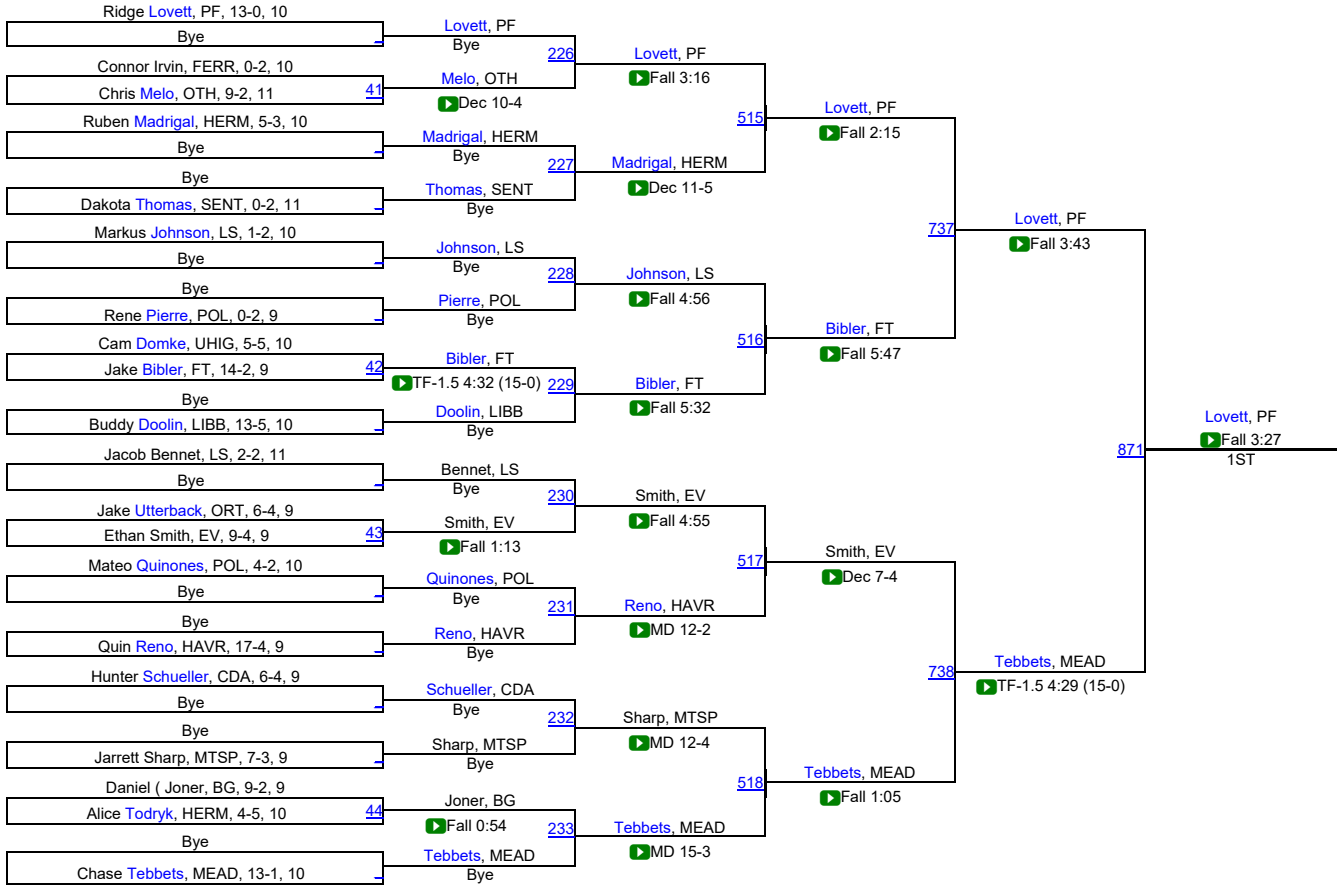 Ridge Lovett, PF, 13-0, 10
Bye
Connor Irvin, FERR, 0-2, 10
Chris Melo, OTH, 9-2, 11
41
Ruben Madrigal, HERM, 5-3, 10
Bye
Bye
Dakota Thomas, SENT, 0-2, 11
Markus Johnson, LS, 1-2, 10
Bye
Bye
Rene Pierre, POL, 0-2, 9
Cam Domke, UHIG, 5-5, 10
Jake Bibler, FT, 14-2, 9
42
Bye
Buddy Doolin, LIBB, 13-5, 10
Jacob Bennet, LS, 2-2, 11
Bye
Jake Utterback, ORT, 6-4, 9
Ethan Smith, EV, 9-4, 9
43
Mateo Quinones, POL, 4-2, 10
Bye
Bye
Quin Reno, HAVR, 17-4, 9
Hunter Schueller, CDA, 6-4, 9
Bye
Bye
Jarrett Sharp, MTSP, 7-3, 9
Daniel ( Joner, BG, 9-2, 9
Alice Todryk, HERM, 4-5, 10
44
Bye
Chase Tebbets, MEAD, 13-1, 10
Lovett, PF
Bye
226
Melo, OTH
Dec 10-4
Madrigal, HERM
Bye
227
Thomas, SENT
Bye
Johnson, LS
Bye
228
Pierre, POL
Bye
Bibler, FT
TF-1.5 4:32 (15-0)
229
Doolin, LIBB
Bye
Bennet, LS
Bye
230
Smith, EV
Fall 1:13
Quinones, POL
Bye
231
Reno, HAVR
Bye
Schueller, CDA
Bye
232
Sharp, MTSP
Bye
Joner, BG
Fall 0:54
233
Tebbets, MEAD
Bye
Lovett, PF
Fall 3:16
515
Madrigal, HERM
Dec 11-5
Johnson, LS
Fall 4:56
516
Bibler, FT
Fall 5:32
Smith, EV
Fall 4:55
517
Reno, HAVR
MD 12-2
Sharp, MTSP
MD 12-4
518
Tebbets, MEAD
MD 15-3
Lovett, PF
Fall 2:15
737
Bibler, FT
Fall 5:47
Smith, EV
Dec 7-4
738
Tebbets, MEAD
Fall 1:05
Lovett, PF
Fall 3:43
871
Tebbets, MEAD
TF-1.5 4:29 (15-0)
Lovett, PF
Fall 3:27
1ST